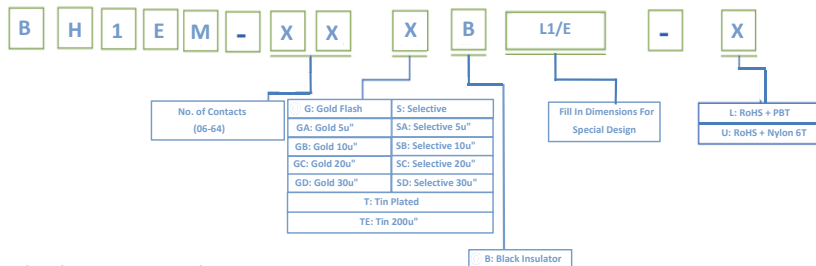 B H 1 E M - X X X B L1/E - X
No. of Contacts
(06-64)
G: Gold Flash S: Selective
GA: Gold 5u" SA: Selective 5u"
GB: Gold 10u" SB: Selective 10u"
GC: Gold 20u" SC: Selective 20u"
GD: Gold 30u" SD: Selective 30u"
T: Tin Plated
TE: Tin 200u"
Fill In Dimensions For
Special Design
L: RoHS + PBT
U: RoHS + Nylon 6T
B: Black Insulator